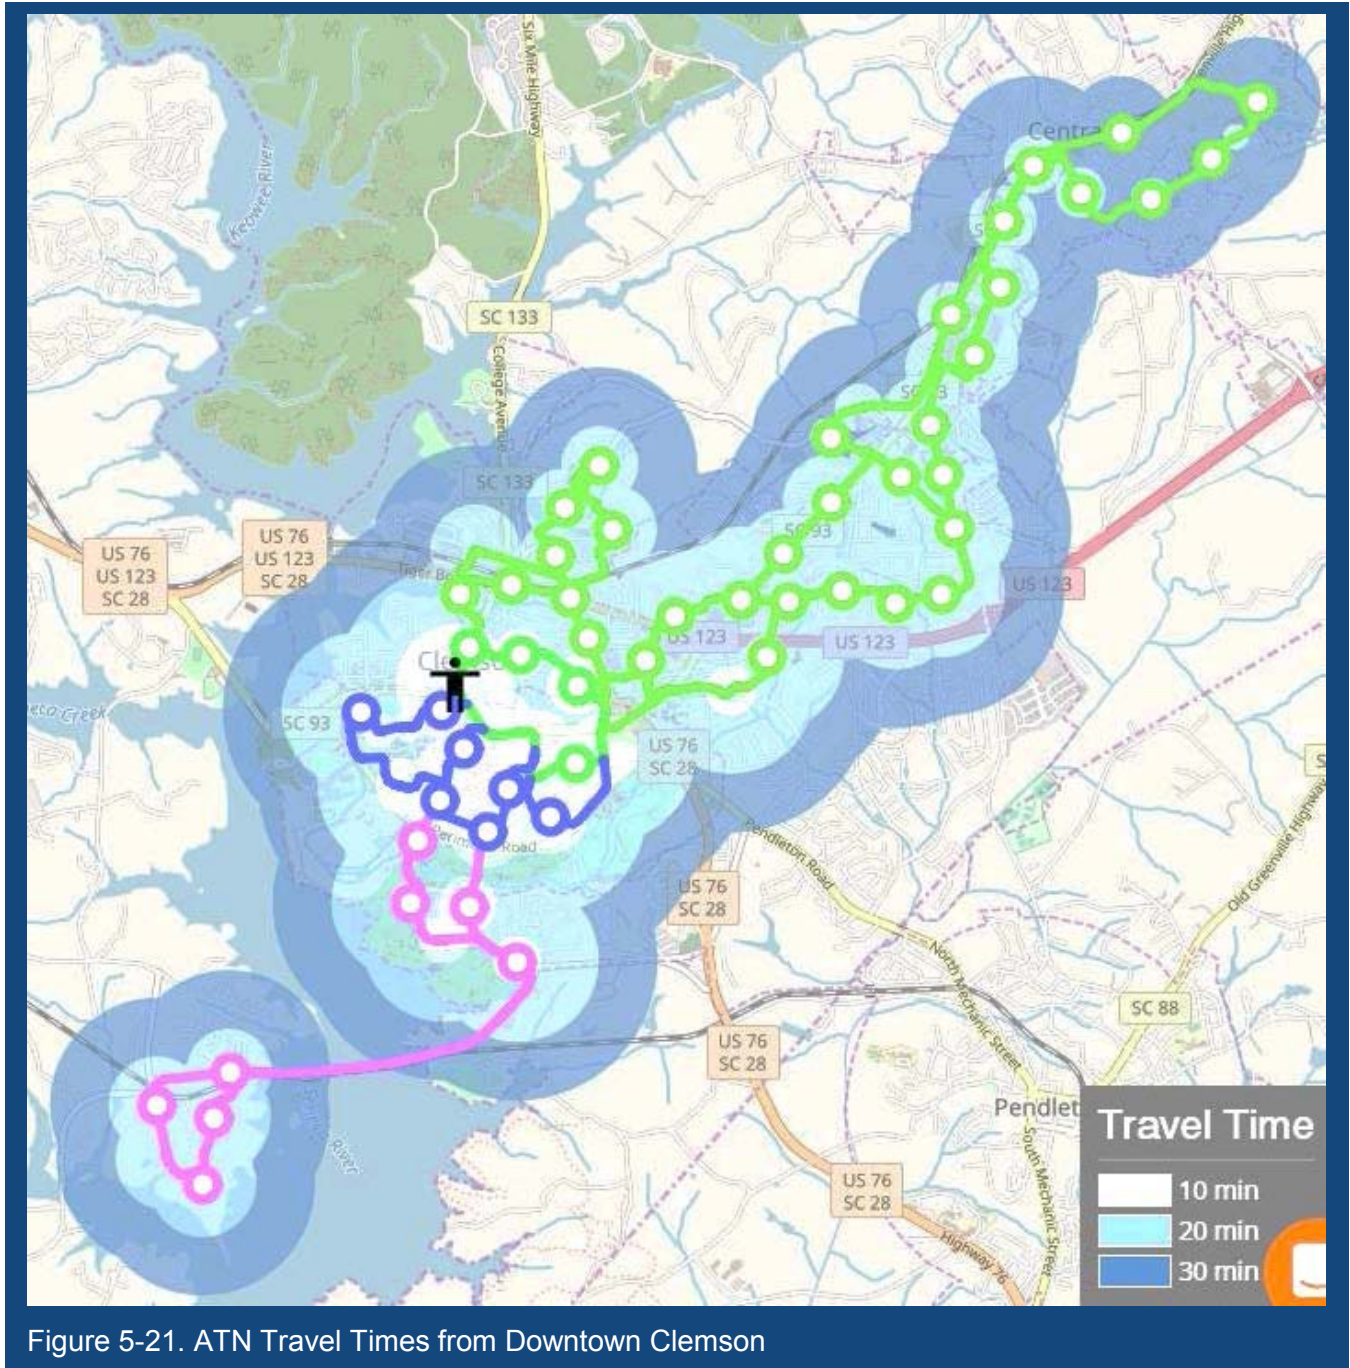 Six Mile Highway
Keowee River
Centra
SC 133
College Avenue
SC 93
SC 133
SC 93
US 76
US 123
SC 28
US 76
US 123
SC 28
US 123
US 123
US 123
SC 93
US 76
SC 28
Perim
Road
Pendleton Road
US 76
SC 28
Old Greenville Highway
North Mechanic Street
SC 88
US 76
SC 28
Pendlet
South Mechanic Street
US 76
SC 28
Highway 76
River
Travel Time
10 min
20 min
30 min
Figure 5-21. ATN Travel Times from Downtown Clemson